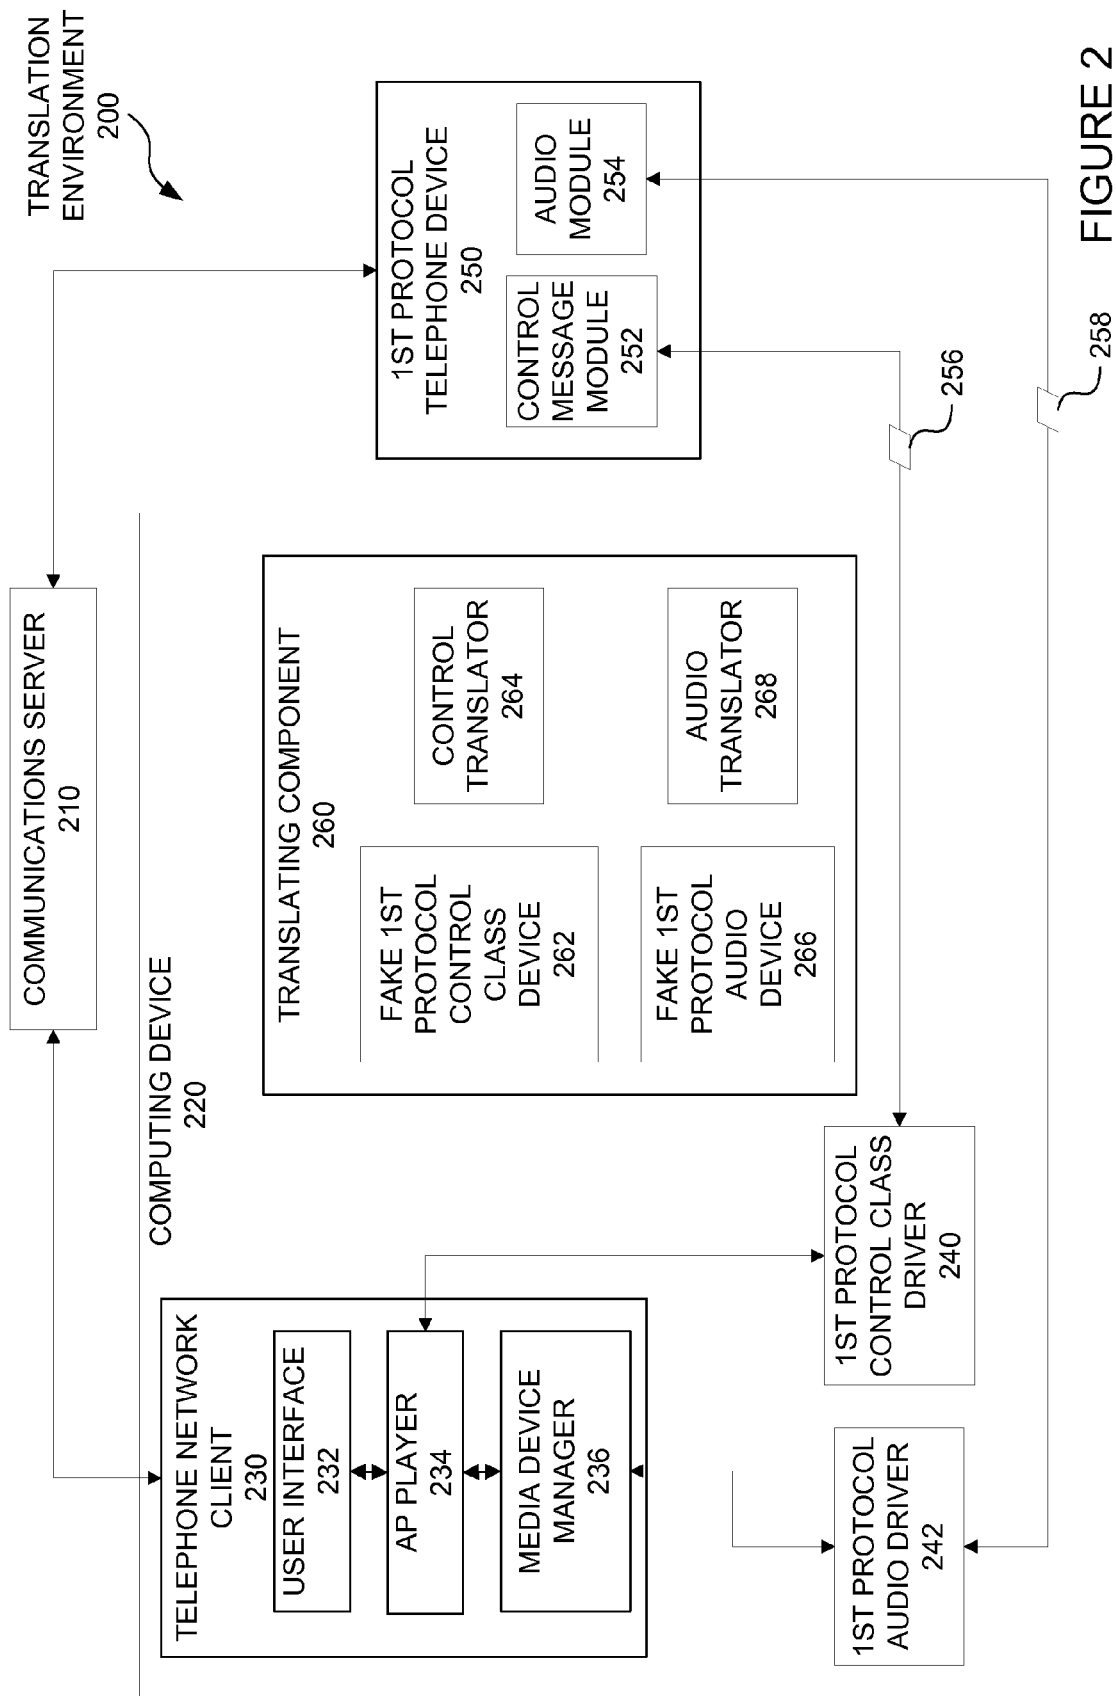 TRANSLATION
ENVIRONMENT
200
COMMUNICATIONS SERVER
210
COMPUTING DEVICE
220
TELEPHONE NETWORK
CLIENT
230
USER INTERFACE
232
AP PLAYER
234
MEDIA DEVICE
MANAGER
236
TRANSLATING COMPONENT
260
FAKE 1ST
PROTOCOL
CONTROL
CLASS
DEVICE
262
CONTROL
TRANSLATOR
264
FAKE 1ST
PROTOCOL
AUDIO
DEVICE
266
AUDIO
TRANSLATOR
268
1ST PROTOCOL
TELEPHONE DEVICE
250
CONTROL
MESSAGE
MODULE
252
AUDIO
MODULE
254
1ST PROTOCOL
AUDIO DRIVER
242
1ST PROTOCOL
CONTROL CLASS
DRIVER
240
256
258
FIGURE 2